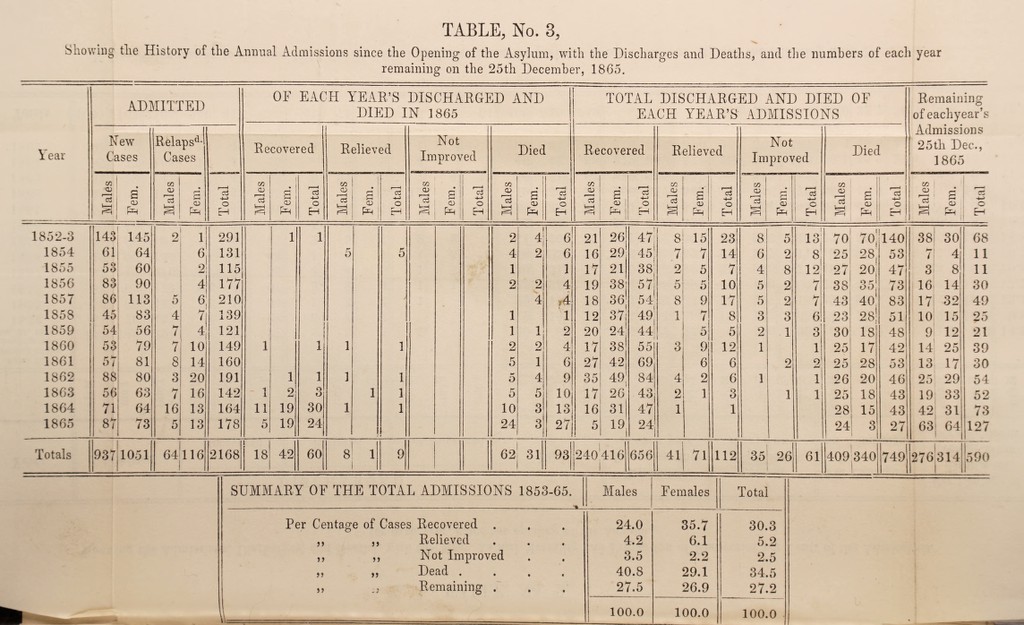 TABLE, No. 3,
Showing the History of the Annual Admissions since the Opening of the Asylum, with the Discharges and Deaths, and the numbers of each year
remaining on the 25th December, 1865.
Year
ADMITTED
OF EACH YEAR'S DISCHARGED AND
DIED IN 1865
TOTAL DISCHARGED AND DIED OF
EACH YEAR'S ADMISSIONS
Remaining
of eachyear's
Admissions
25th Dec.,
1865
New
Cases
Relapsd.
Cases
Recovered
Relieved
Not
Improved
Died
Recovered
Relieved
Not
Improved
Died
Males Fem. Males Fem. Total Males Fem. Total Males Fem. Total Males Fem. Total Males Fem. Total Males Fem. Total Males Fem. Total Males Fem. Total Males Fem. Total Males Fem. Total
1852-3 143 145 2 1 291 1 1 2 4 6 21 26 47 8 15 23 8 5 13 70 70 140 38 30 68
1854 61 64 6 131 5 5 4 2 6 16 29 45 7 7 14 6 2 8 25 28 53 7 4 11
1855 53 60 2 115 1 1 17 21 38 2 5 7 4 8 12 27 20 47 3 8 11
1856 83 90 4 177 2 2 4 19 38 57 5 5 10 5 2 7 38 35 73 16 14 30
1857 86 113 5 6 210 4 4 18 36 54 8 9 17 5 2 7 43 40 83 17 32 49
1858 45 83 4 7 139 1 1 12 37 49 1 7 8 3 3 6 23 28 51 10 15 25
1859 54 56 7 4 121 1 1 2 20 24 44 5 5 2 1 3 30 18 48 9 12 21
1860 53 79 7 10 149 1 1 1 1 2 2 4 17 38 55 3 9 12 1 1 25 17 42 14 25 39
1861 57 81 8 14 160 5 1 6 27 42 69 6 6 2 2 25 28 53 13 17 30
1862 88 80 3 20 191 1 1 1 1 5 4 9 35 49 84 4 2 6 1 1 26 20 46 25 29 54
1863 56 63 7 16 142 1 2 3 1 1 5 5 10 17 26 43 2 1 3 1 1 25 18 43 19 33 52
1864 71 64 16 13 164 11 19 30 1 1 10 3 13 16 31 47 1 1 28 15 43 42 31 73
1865 87 73 5 13 178 5 19 24 24 3 27 5 19 24 24 3 27 63 64 127
Totals 937 1051 64 116 2168 18 42 60 8 1 9 62 31 93 240 416 656 41 71 112 35 26 61 409 340 749 276 314 590
SUMMARY OF THE TOTAL ADMISSIONS 1853-65. Males Females Total
Per Centage of Cases Recovered . . . 24.0 35.7 30.3
„ „ Relieved . . . 4.2 6.1 5.2
„ „ Not Improved . . 3.5 2.2 2.5
„ „ Dead . . . . 40.8 29.1 34.5
„ „ Remaining . . . 27.5 26.9 27.2
100.0 100.0 100.0